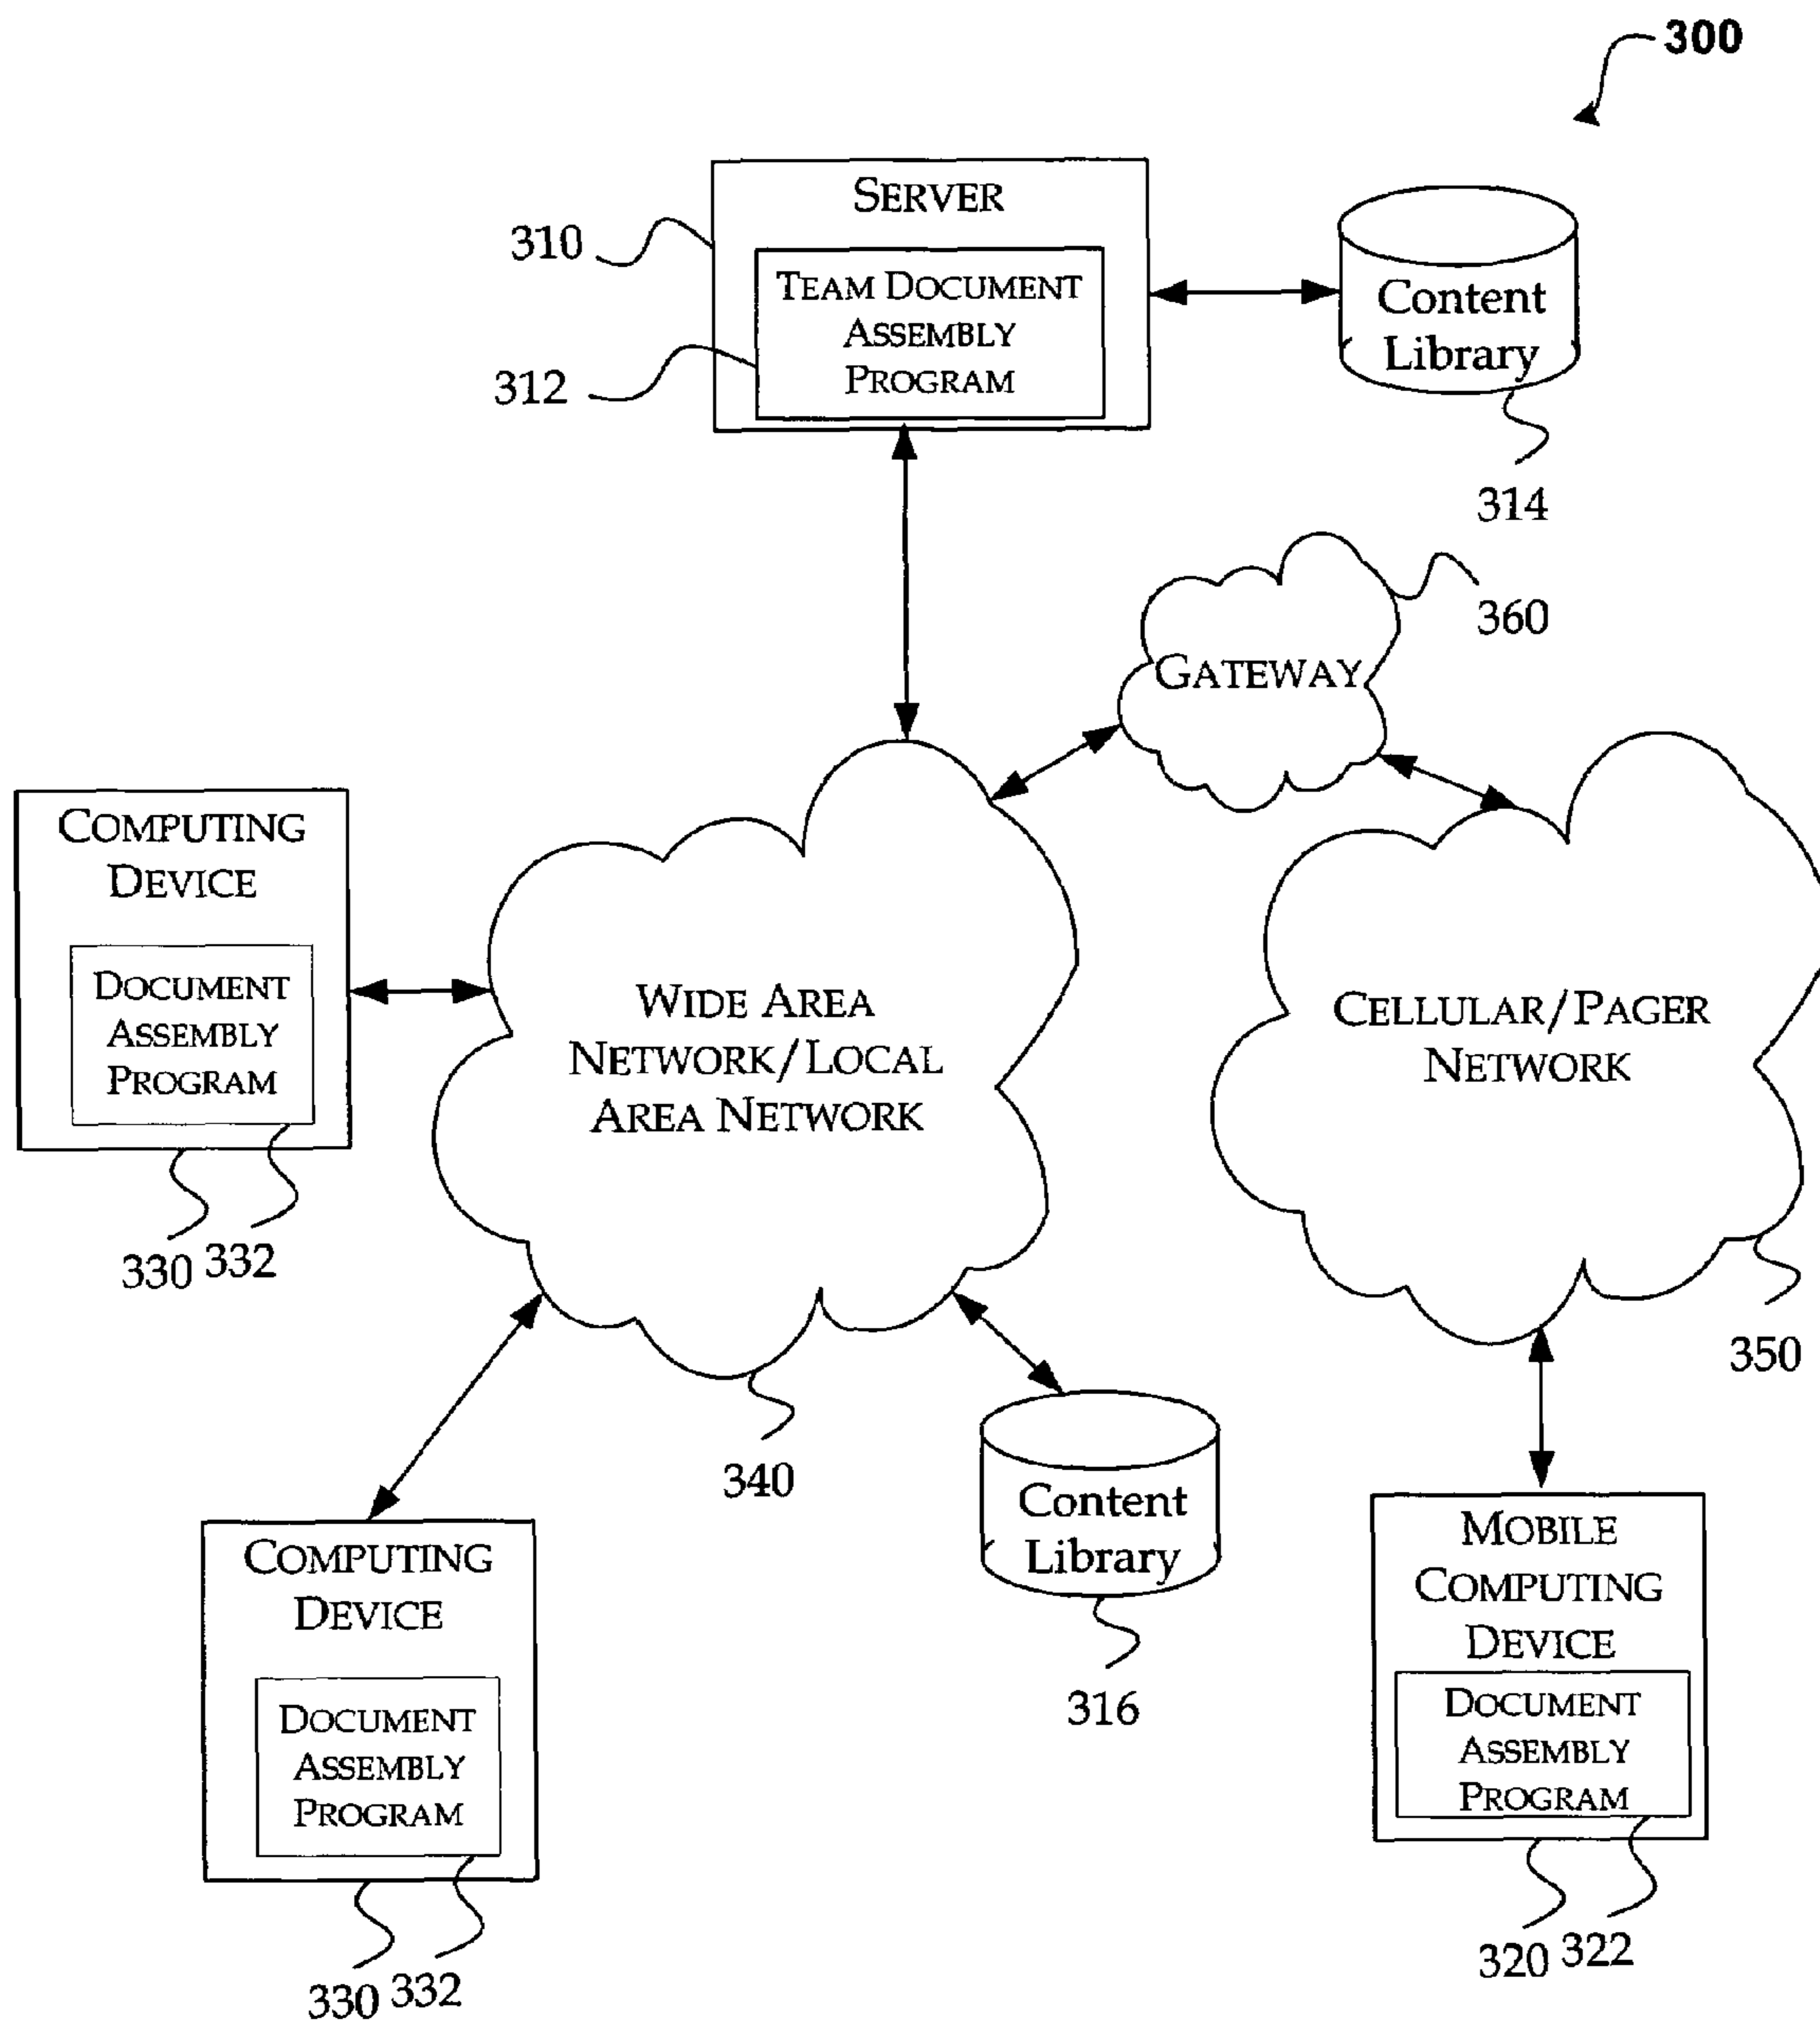 300
SERVER
310
TEAM DOCUMENT
ASSEMBLY
PROGRAM
312
Content
Library
314
360
GATEWAY
COMPUTING
DEVICE
DOCUMENT
ASSEMBLY
PROGRAM
330 332
WIDE AREA
NETWORK/LOCAL
AREA NETWORK
340
CELLULAR/PAGER
NETWORK
350
COMPUTING
DEVICE
DOCUMENT
ASSEMBLY
PROGRAM
330 332
Content
Library
316
MOBILE
COMPUTING
DEVICE
DOCUMENT
ASSEMBLY
PROGRAM
320 322